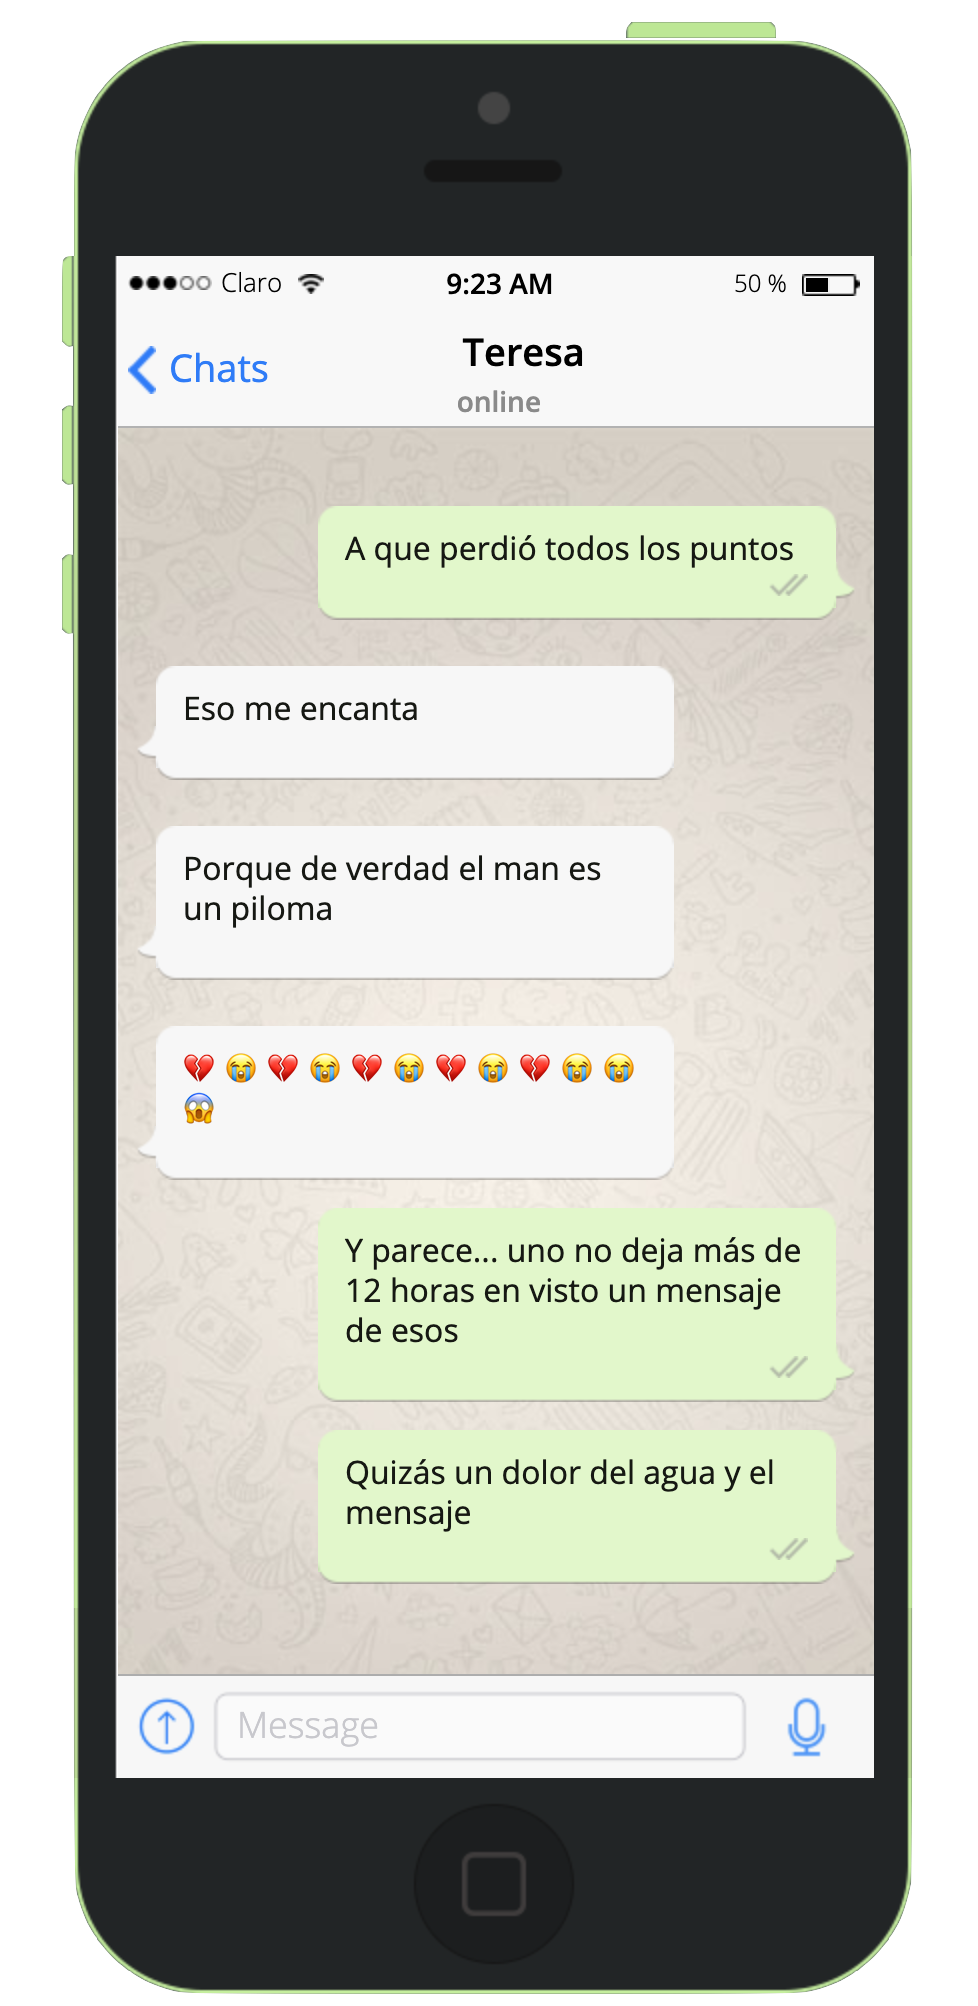 Claro 9:23 AM 50 %
Chats
Teresa
online
A que perdió todos los puntos
Eso me encanta
Porque de verdad el man es
un piloma
💔 😭 💔 😭 💔 😭 💔 😭 💔 😭 😭
😱
Y parece... uno no deja más de
12 horas en visto un mensaje
de esos
Quizás un dolor del agua y el
mensaje
Message